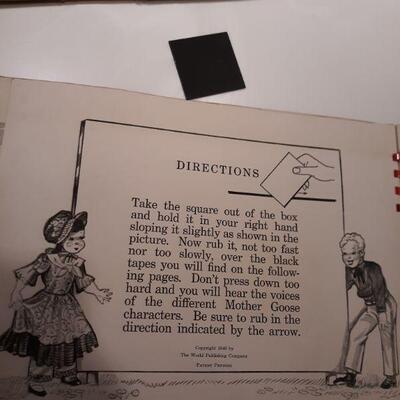 DIRECTIONS
Take the square out of the box
and hold it in your right hand
sloping it slightly as shown in the
picture. Now rub it, not too fast
nor too slowly, over the black
tapes you will find on the follow-
ing pages. Don't press down too
hard and you will hear the voices
of the different Mother Goose
characters. Be sure to rub in the
direction indicated by the arrow.
Copyright 1940 by
The World Publishing Company
Patent Pending